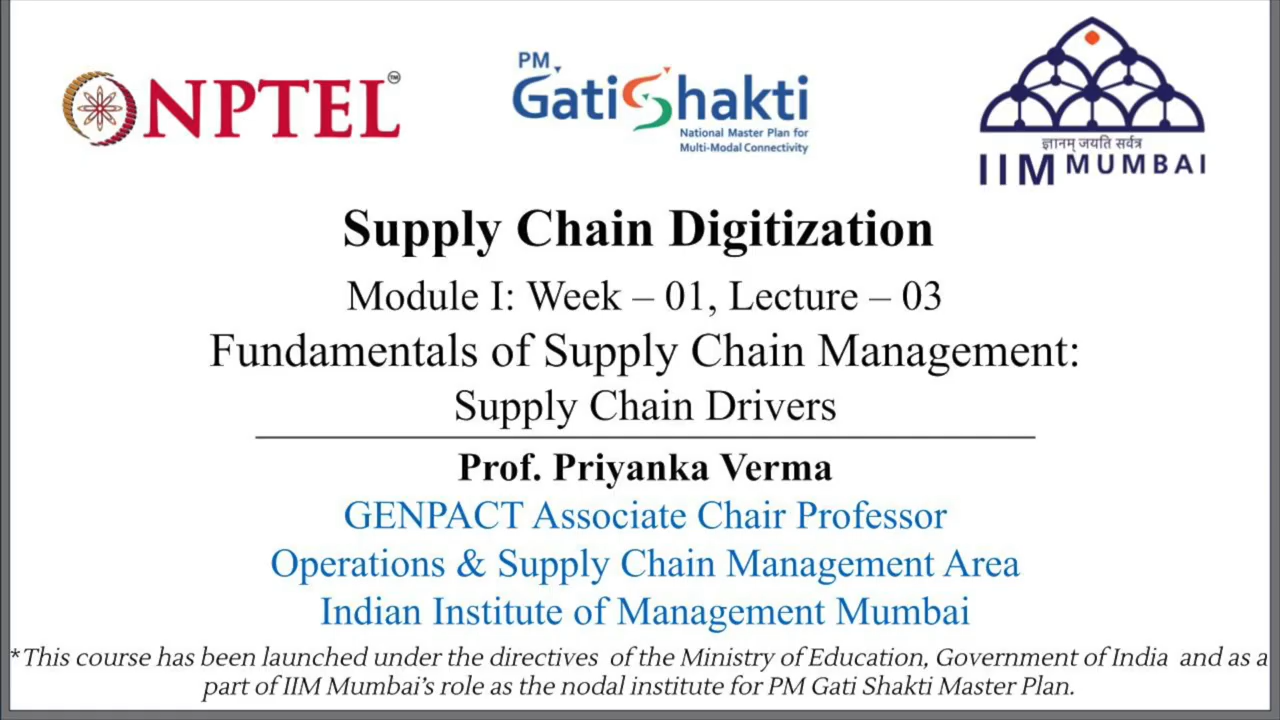 NPTEL™
PM
GatiShakti
National Master Plan for
Multi-Modal Connectivity
ज्ञानम् जयति सर्वत्र
IIM MUMBAI
Supply Chain Digitization
Module I: Week – 01, Lecture – 03
Fundamentals of Supply Chain Management:
Supply Chain Drivers
Prof. Priyanka Verma
GENPACT Associate Chair Professor
Operations & Supply Chain Management Area
Indian Institute of Management Mumbai
*This course has been launched under the directives of the Ministry of Education, Government of India and as a
part of IIM Mumbai's role as the nodal institute for PM Gati Shakti Master Plan.